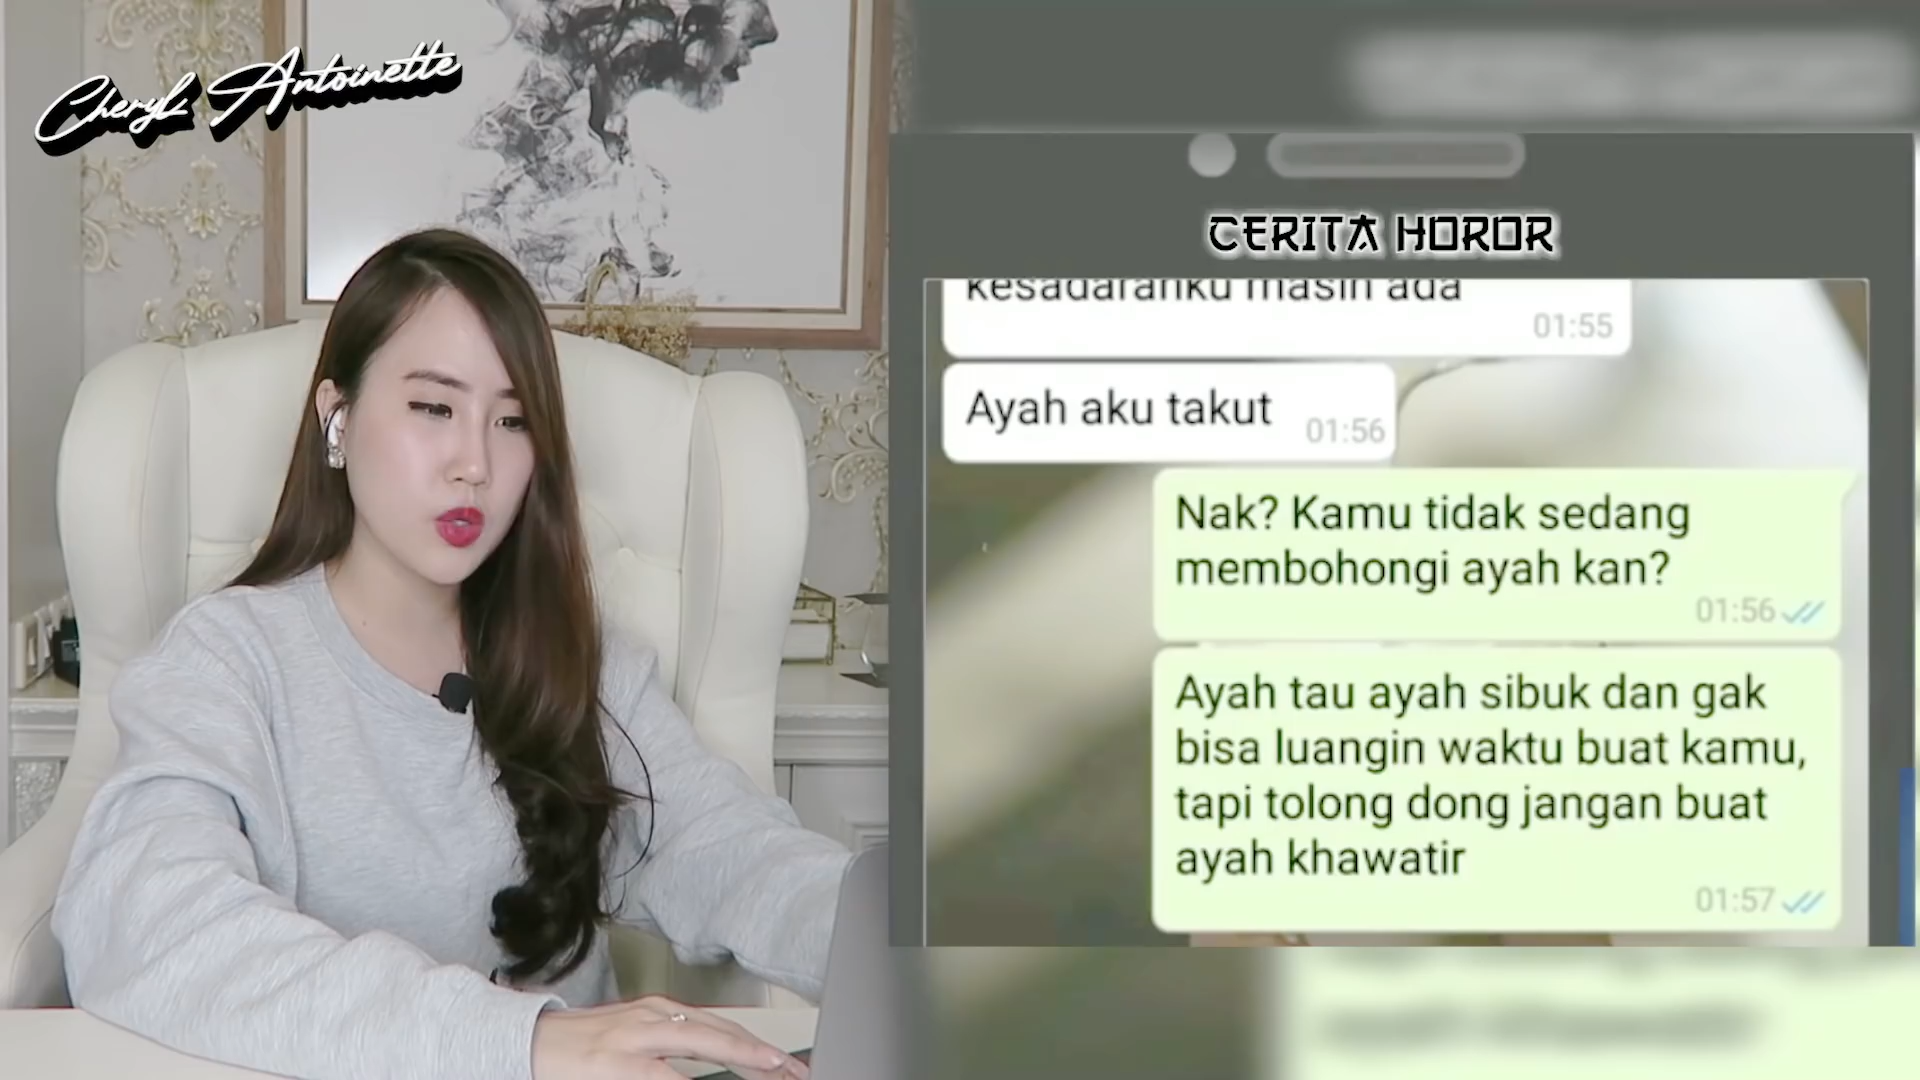 Cheryl Antoinette
CERITA HOROR
kesadaranku masih ada
01:55
Ayah aku takut
01:56
Nak? Kamu tidak sedang
membohongi ayah kan?
01:56
Ayah tau ayah sibuk dan gak
bisa luangin waktu buat kamu,
tapi tolong dong jangan buat
ayah khawatir
01:57